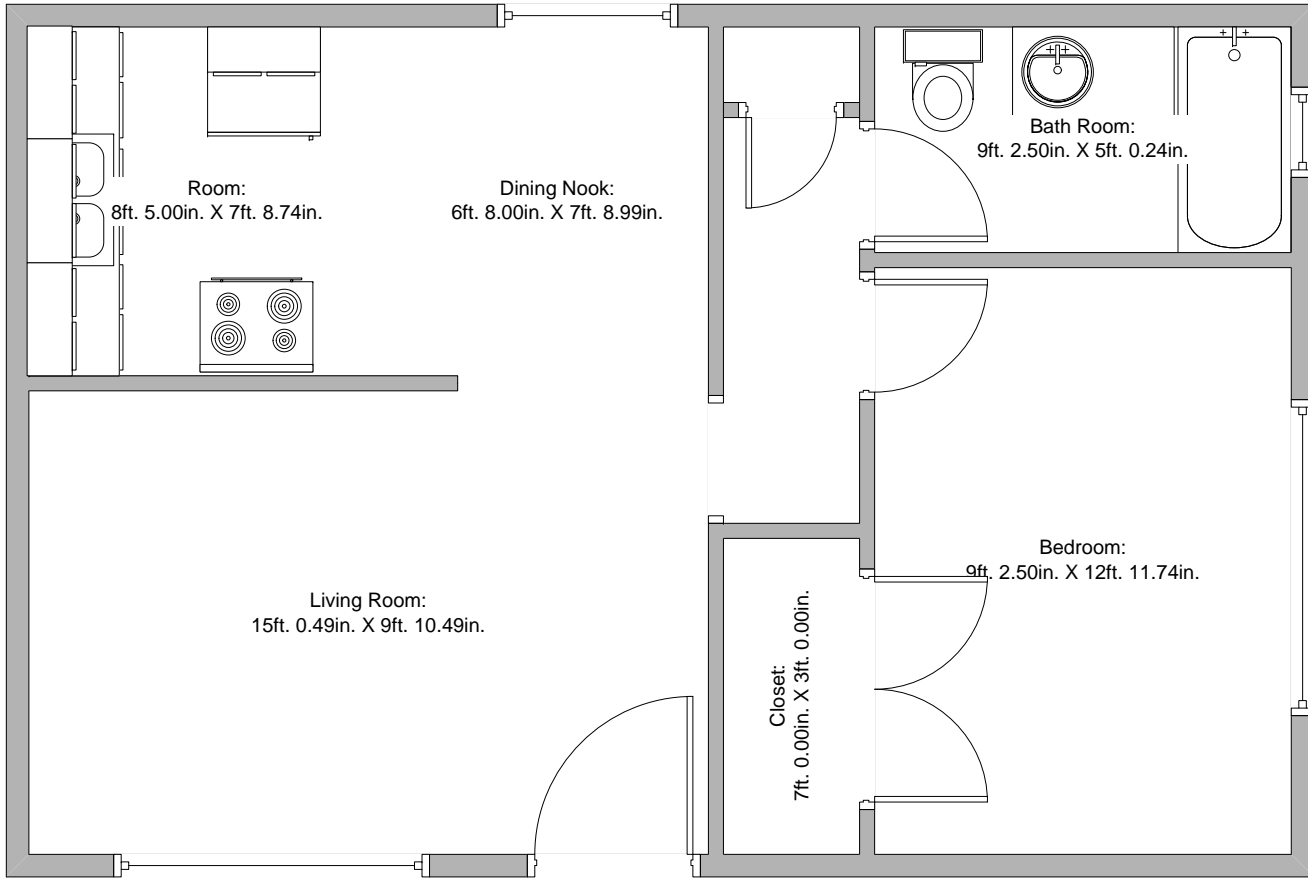 Bath Room:
9ft. 2.50in. X 5ft. 0.24in.
Room:
8ft. 5.00in. X 7ft. 8.74in.
Dining Nook:
6ft. 8.00in. X 7ft. 8.99in.
Bedroom:
9ft. 2.50in. X 12ft. 11.74in.
Living Room:
15ft. 0.49in. X 9ft. 10.49in.
Closet:
7ft. 0.00in. X 3ft. 0.00in.